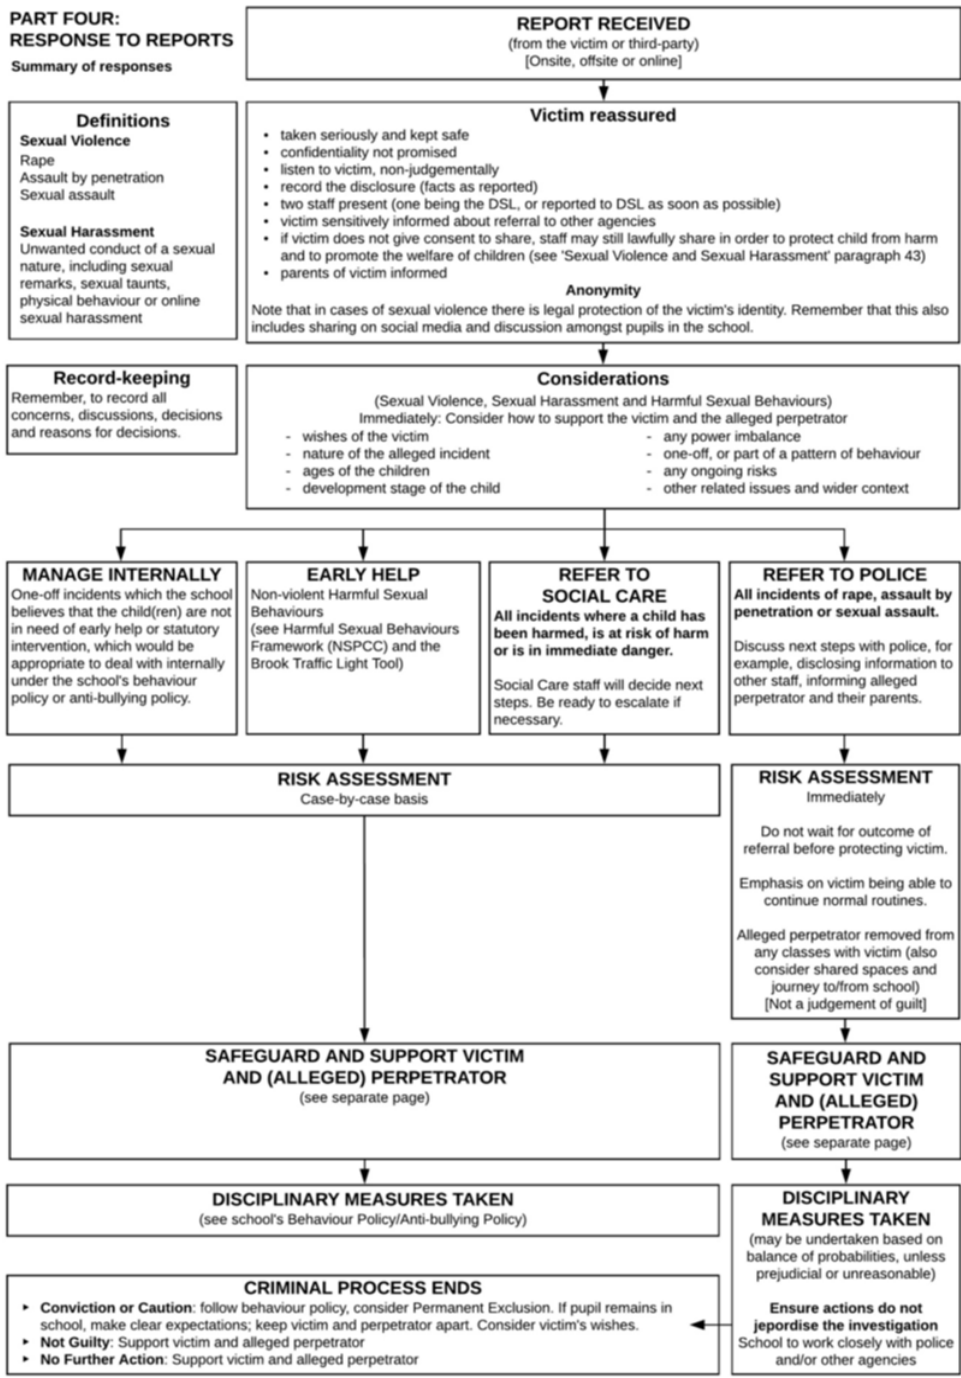 PART FOUR:
RESPONSE TO REPORTS
Summary of responses
REPORT RECEIVED
(from the victim or third-party)
[Onsite, offsite or online]
Definitions
Sexual Violence
Rape
Assault by penetration
Sexual assault
Sexual Harassment
Unwanted conduct of a sexual
nature, including sexual
remarks, sexual taunts,
physical behaviour or online
sexual harassment
Victim reassured
• taken seriously and kept safe
• confidentiality not promised
• listen to victim, non-judgementally
• record the disclosure (facts as reported)
• two staff present (one being the DSL, or reported to DSL as soon as possible)
• victim sensitively informed about referral to other agencies
• if victim does not give consent to share, staff may still lawfully share in order to protect child from harm
and to promote the welfare of children (see 'Sexual Violence and Sexual Harassment' paragraph 43)
• parents of victim informed
Anonymity
Note that in cases of sexual violence there is legal protection of the victim's identity. Remember that this also
includes sharing on social media and discussion amongst pupils in the school.
Record-keeping
Remember, to record all
concerns, discussions, decisions
and reasons for decisions.
Considerations
(Sexual Violence, Sexual Harassment and Harmful Sexual Behaviours)
Immediately: Consider how to support the victim and the alleged perpetrator
- wishes of the victim
- nature of the alleged incident
- ages of the children
- development stage of the child
- any power imbalance
- one-off, or part of a pattern of behaviour
- any ongoing risks
- other related issues and wider context
MANAGE INTERNALLY
One-off incidents which the school
believes that the child(ren) are not
in need of early help or statutory
intervention, which would be
appropriate to deal with internally
under the school's behaviour
policy or anti-bullying policy.
EARLY HELP
Non-violent Harmful Sexual
Behaviours
(see Harmful Sexual Behaviours
Framework (NSPCC) and the
Brook Traffic Light Tool)
REFER TO
SOCIAL CARE
All incidents where a child has
been harmed, is at risk of harm
or is in immediate danger.
Social Care staff will decide next
steps. Be ready to escalate if
necessary.
REFER TO POLICE
All incidents of rape, assault by
penetration or sexual assault.
Discuss next steps with police, for
example, disclosing information to
other staff, informing alleged
perpetrator and their parents.
RISK ASSESSMENT
Case-by-case basis
RISK ASSESSMENT
Immediately
Do not wait for outcome of
referral before protecting victim.
Emphasis on victim being able to
continue normal routines.
Alleged perpetrator removed from
any classes with victim (also
consider shared spaces and
journey to/from school)
[Not a judgement of guilt]
SAFEGUARD AND SUPPORT VICTIM
AND (ALLEGED) PERPETRATOR
(see separate page)
SAFEGUARD AND
SUPPORT VICTIM
AND (ALLEGED)
PERPETRATOR
(see separate page)
DISCIPLINARY MEASURES TAKEN
(see school's Behaviour Policy/Anti-bullying Policy)
DISCIPLINARY
MEASURES TAKEN
(may be undertaken based on
balance of probabilities, unless
prejudicial or unreasonable)
Ensure actions do not
jepordise the investigation
School to work closely with police
and/or other agencies
CRIMINAL PROCESS ENDS
‣ Conviction or Caution: follow behaviour policy, consider Permanent Exclusion. If pupil remains in
school, make clear expectations; keep victim and perpetrator apart. Consider victim's wishes.
‣ Not Guilty: Support victim and alleged perpetrator
‣ No Further Action: Support victim and alleged perpetrator